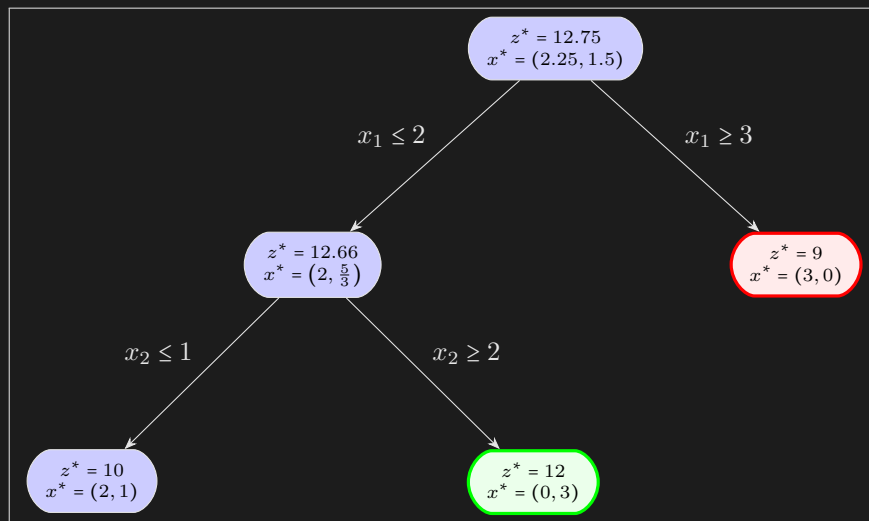 z* = 12.75
x* = (2.25, 1.5)
x₁ ≤ 2
x₁ ≥ 3
z* = 12.66
x* = (2, 5/3)
z* = 9
x* = (3, 0)
x₂ ≤ 1
x₂ ≥ 2
z* = 10
x* = (2, 1)
z* = 12
x* = (0, 3)